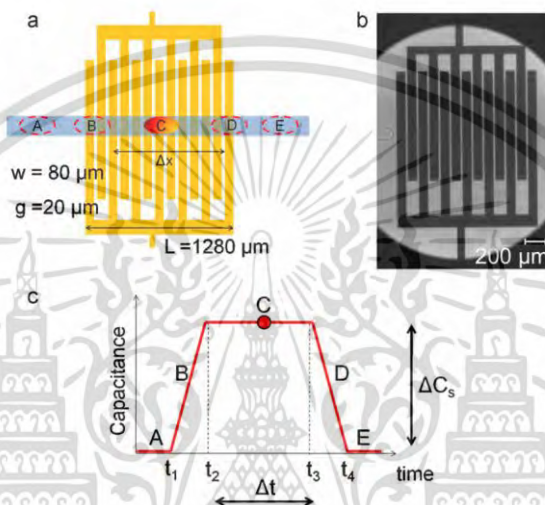 a
b
A
B
C
D
E
Δx
w = 80 µm
g =20 µm
L =1280 µm
200 µm
c
Capacitance
A
B
C
D
E
ΔCs
t1
t2
t3
t4
time
Δt